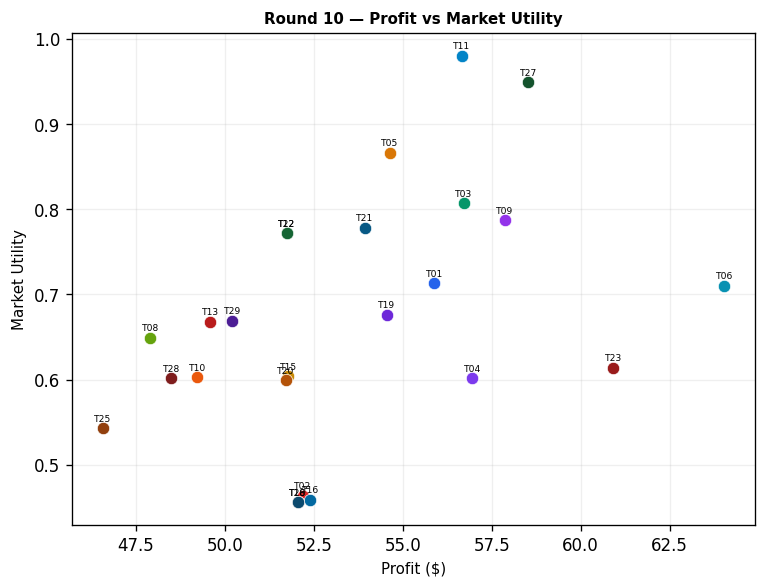 Round 10 — Profit vs Market Utility
1.0
T11
T27
0.9
T05
T03
0.8
T09
T21
T01
0.7
T06
T19
T13
T29
T08
T23
T15
0.6
T28
T10
T04
T25
0.5
T02
T16
Market Utility
47.5
50.0
52.5
55.0
57.5
60.0
62.5
Profit ($)